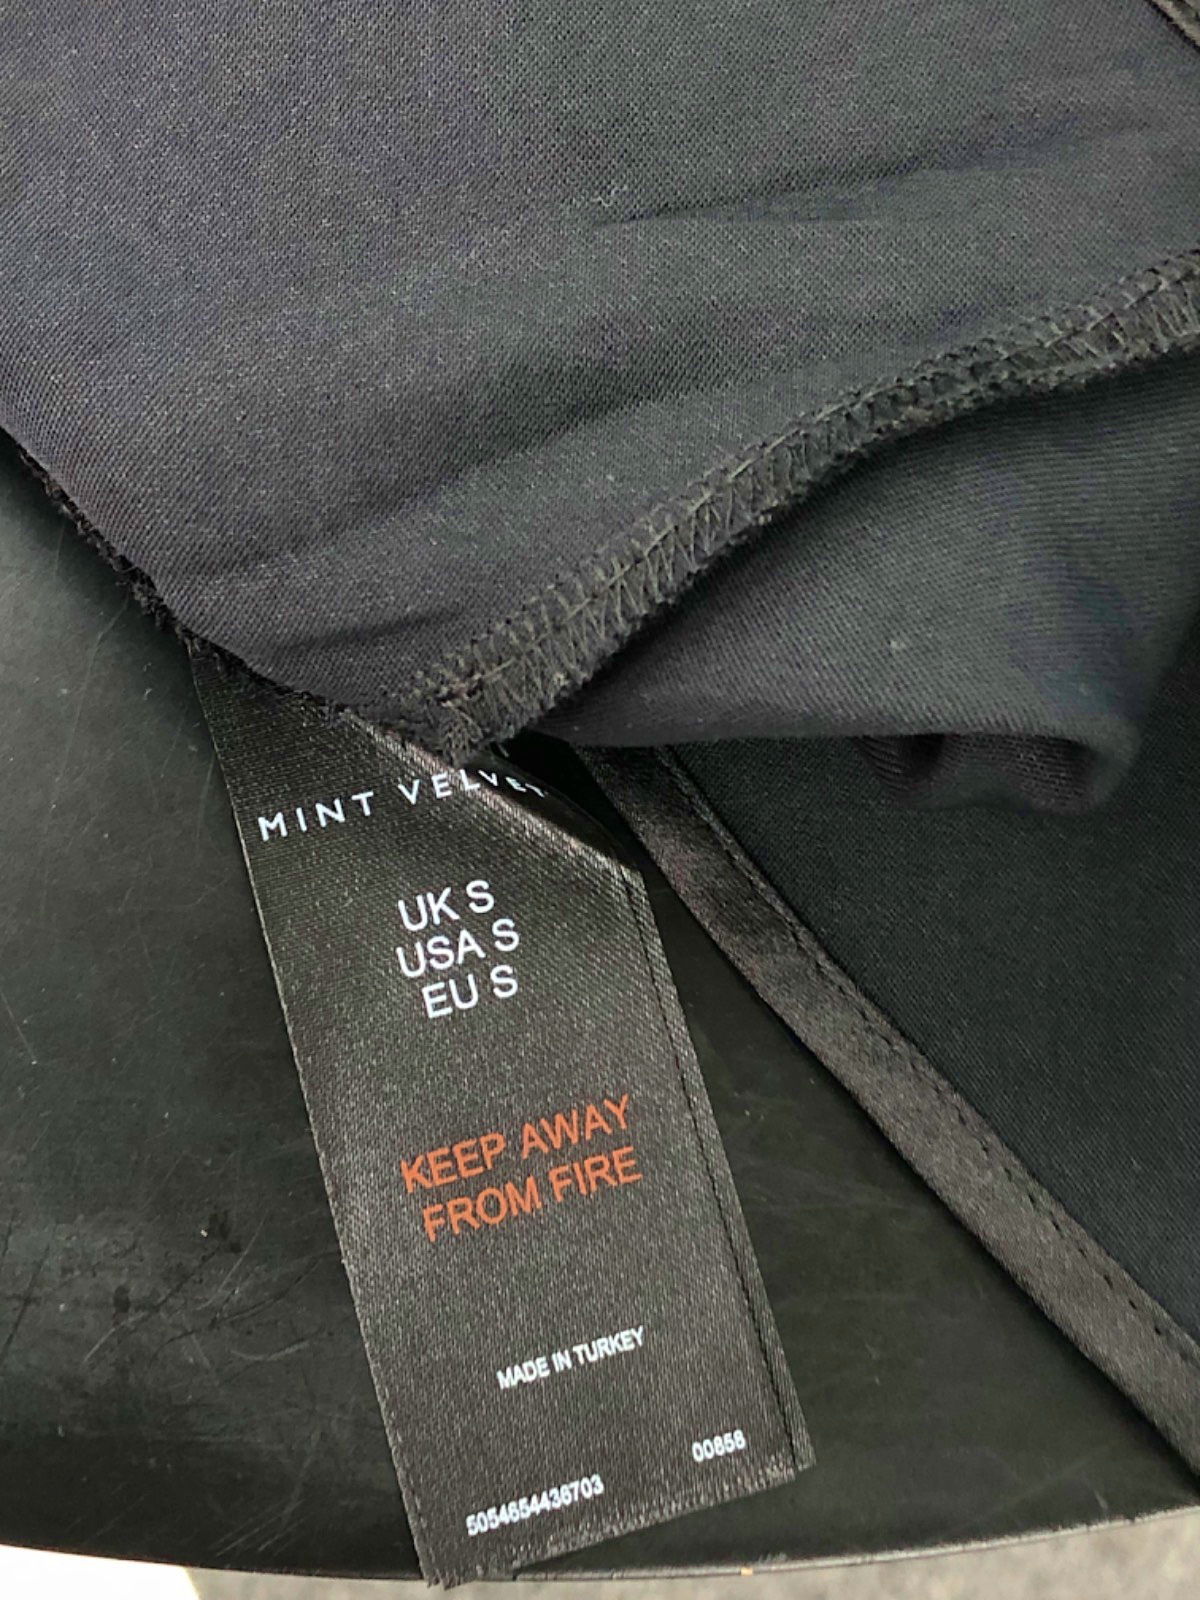 MINT VELVET
UK S
USA S
EU S
KEEP AWAY
FROM FIRE
MADE IN TURKEY
00858
5054654436703